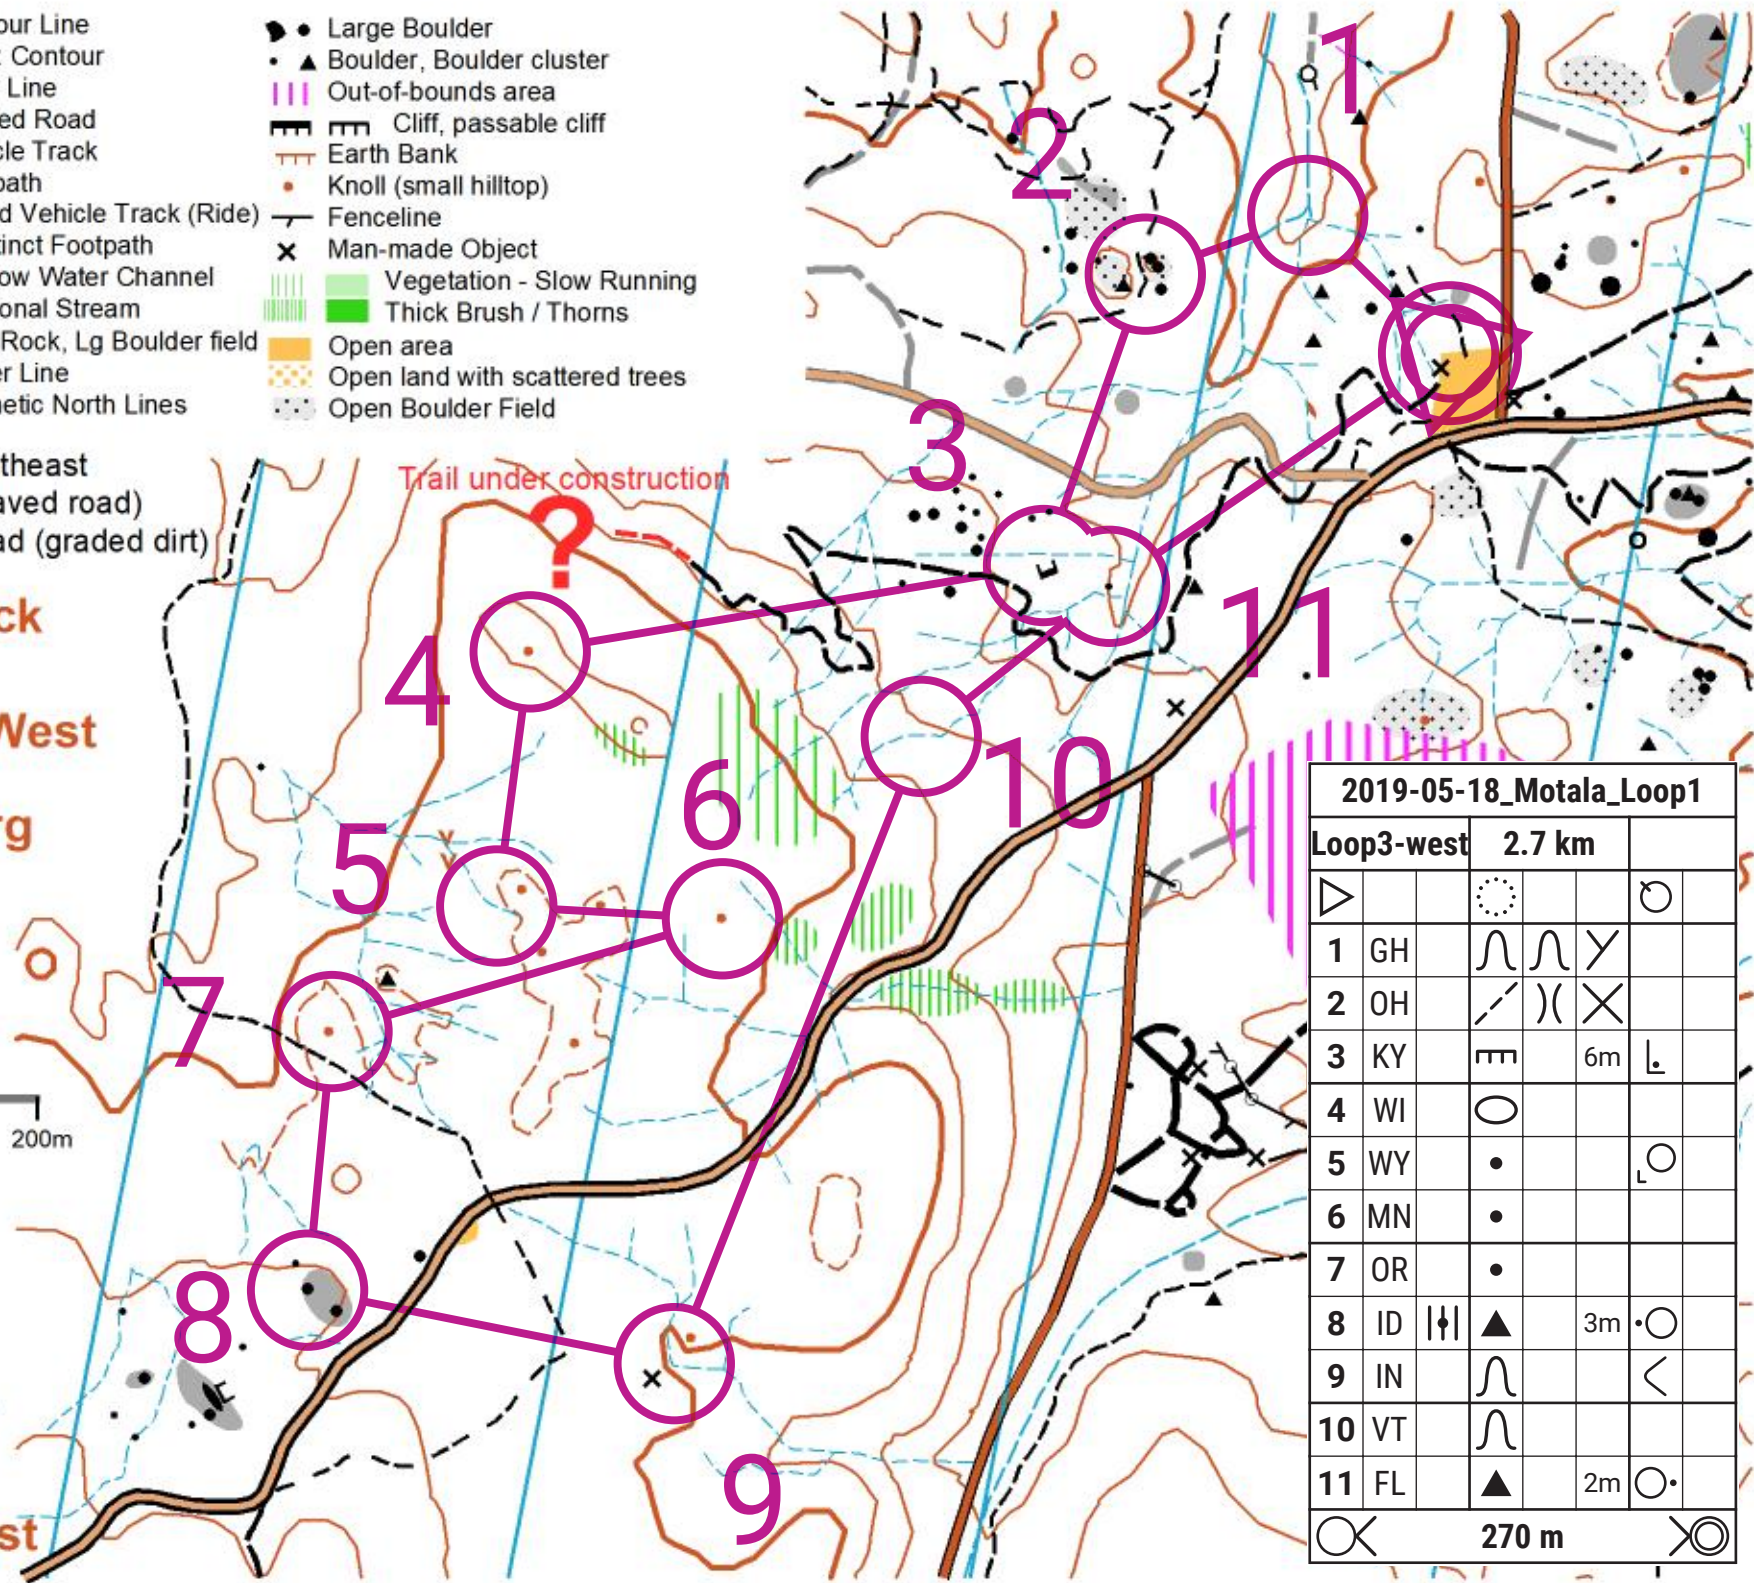 our Line
Contour
Line
ed Road
cle Track
path
d Vehicle Track (Ride)
tinct Footpath
ow Water Channel
onal Stream
Rock, Lg Boulder field
er Line
netic North Lines
Large Boulder
Boulder, Boulder cluster
Out-of-bounds area
Cliff, passable cliff
Earth Bank
Knoll (small hilltop)
Fenceline
Man-made Object
Vegetation - Slow Running
Thick Brush / Thorns
Open area
Open land with scattered trees
Open Boulder Field
theast
aved road)
ad (graded dirt)
ck
West
rg
st
200m
Trail under construction
?
1
2
3
4
5
6
7
8
9
10
11
2019-05-18_Motala_Loop1
Loop3-west 2.7 km
1 GH
2 OH
3 KY 6m
4 WI
5 WY
6 MN
7 OR
8 ID 3m
9 IN
10 VT
11 FL 2m
270 m